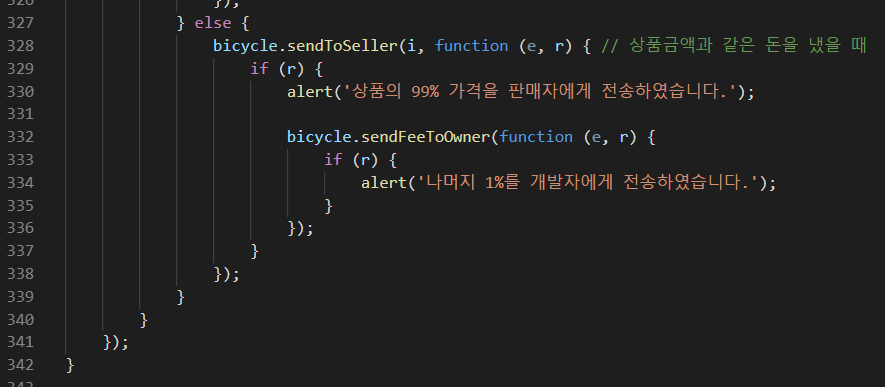 326 });
327 } else {
328 bicycle.sendToSeller(i, function (e, r) { // 상품금액과 같은 돈을 냈을 때
329 if (r) {
330 alert('상품의 99% 가격을 판매자에게 전송하였습니다.');
331
332 bicycle.sendFeeToOwner(function (e, r) {
333 if (r) {
334 alert('나머지 1%를 개발자에게 전송하였습니다.');
335 }
336 });
337 }
338 });
339 }
340 }
341 });
342 }
343